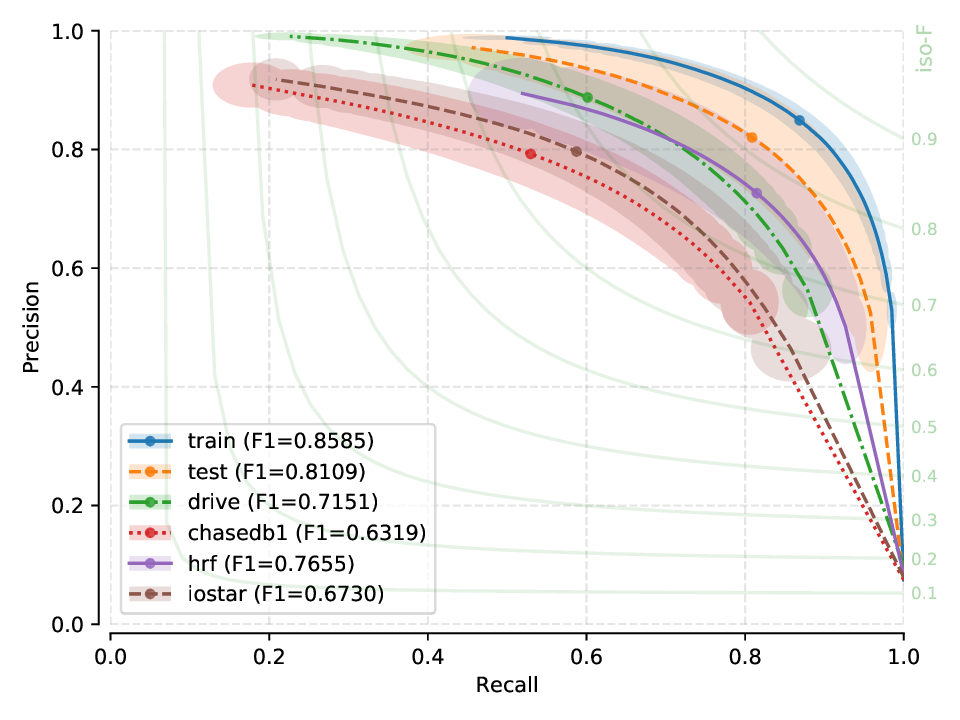 1.0
0.8
0.6
0.4
0.2
0.0
Precision
0.0
0.2
0.4
0.6
0.8
1.0
Recall
iso-F
0.9
0.8
0.7
0.6
0.5
0.4
0.3
0.2
0.1
train (F1=0.8585)
test (F1=0.8109)
drive (F1=0.7151)
chasedb1 (F1=0.6319)
hrf (F1=0.7655)
iostar (F1=0.6730)